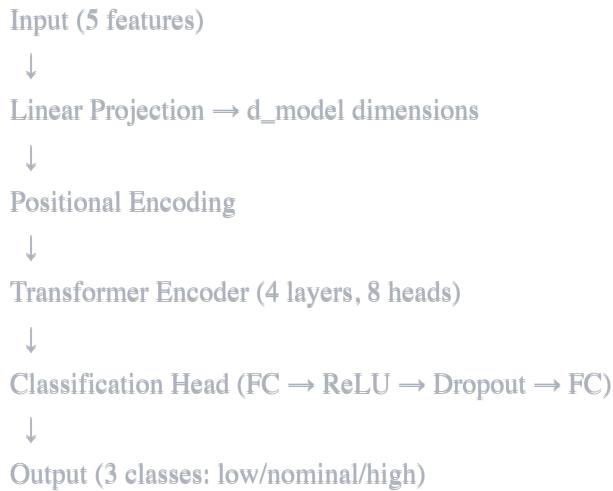 Input (5 features)
↓
Linear Projection → d_model dimensions
↓
Positional Encoding
↓
Transformer Encoder (4 layers, 8 heads)
↓
Classification Head (FC → ReLU → Dropout → FC)
↓
Output (3 classes: low/nominal/high)